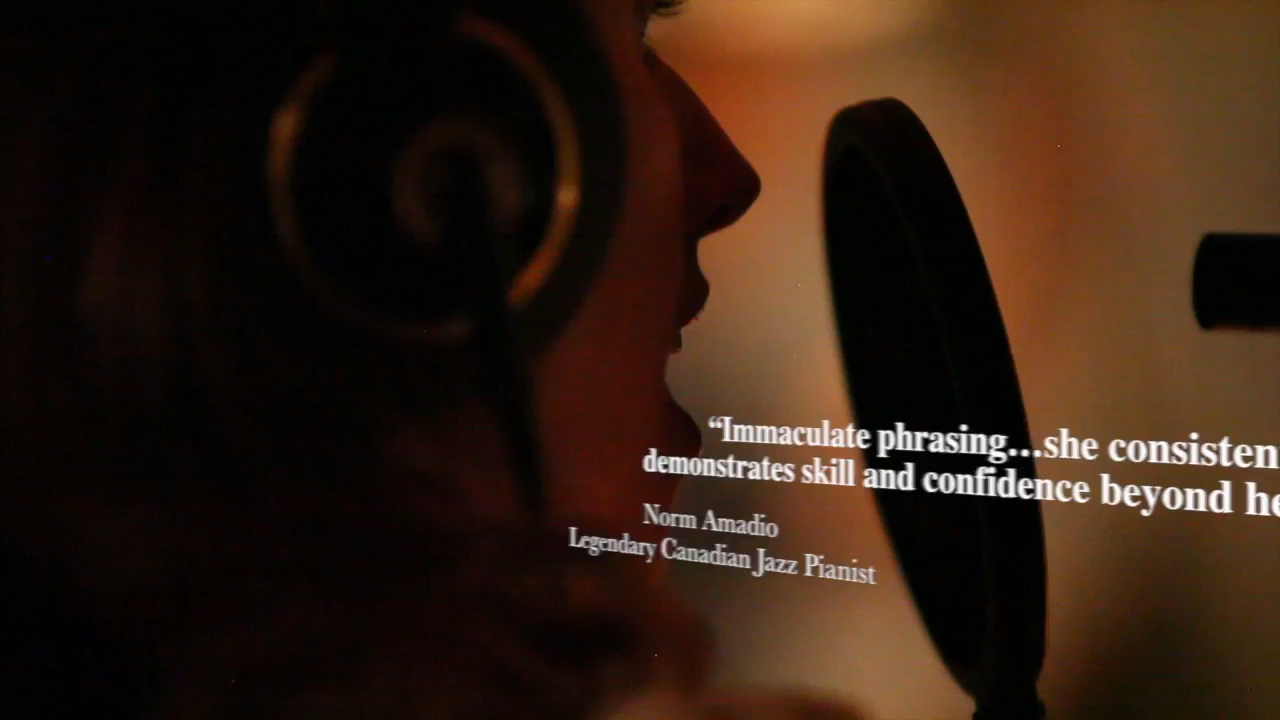 “Immaculate phrasing...she consisten
demonstrates skill and confidence beyond he
Norm Amadio
Legendary Canadian Jazz Pianist